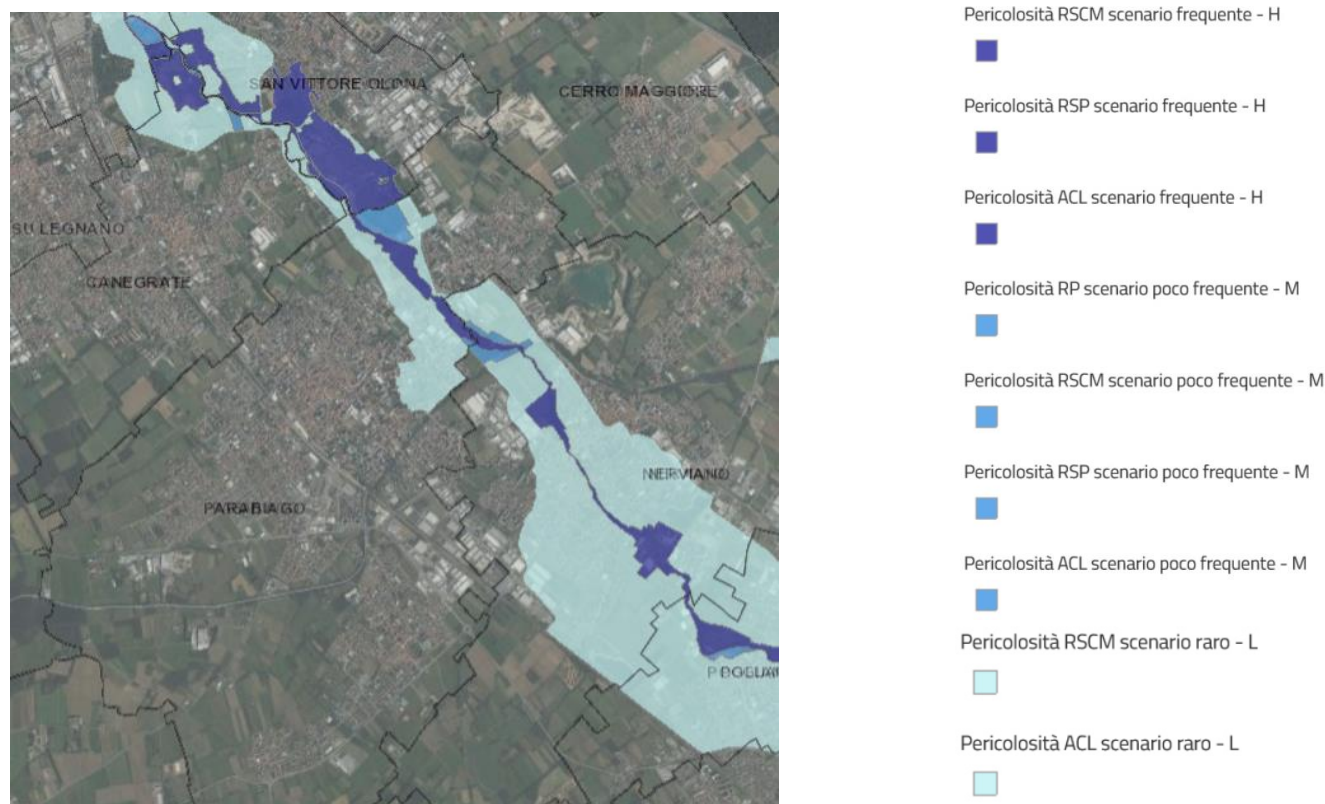 SAN VITTORE OLONA
CERRO MAGGIORE
SU LEGNANO
CANEGRATE
NERVIANO
PARABIAGO
Pericolosità RSCM scenario frequente - H
Pericolosità RSP scenario frequente - H
Pericolosità ACL scenario frequente - H
Pericolosità RP scenario poco frequente - M
Pericolosità RSCM scenario poco frequente - M
Pericolosità RSP scenario poco frequente - M
Pericolosità ACL scenario poco frequente - M
Pericolosità RSCM scenario raro - L
Pericolosità ACL scenario raro - L